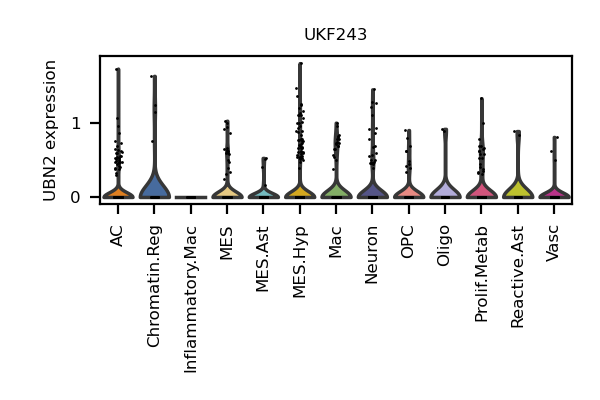 UKF243
UBN2 expression
1
0
AC
Chromatin.Reg
Inflammatory.Mac
MES
MES.Ast
MES.Hyp
Mac
Neuron
OPC
Oligo
Prolif.Metab
Reactive.Ast
Vasc